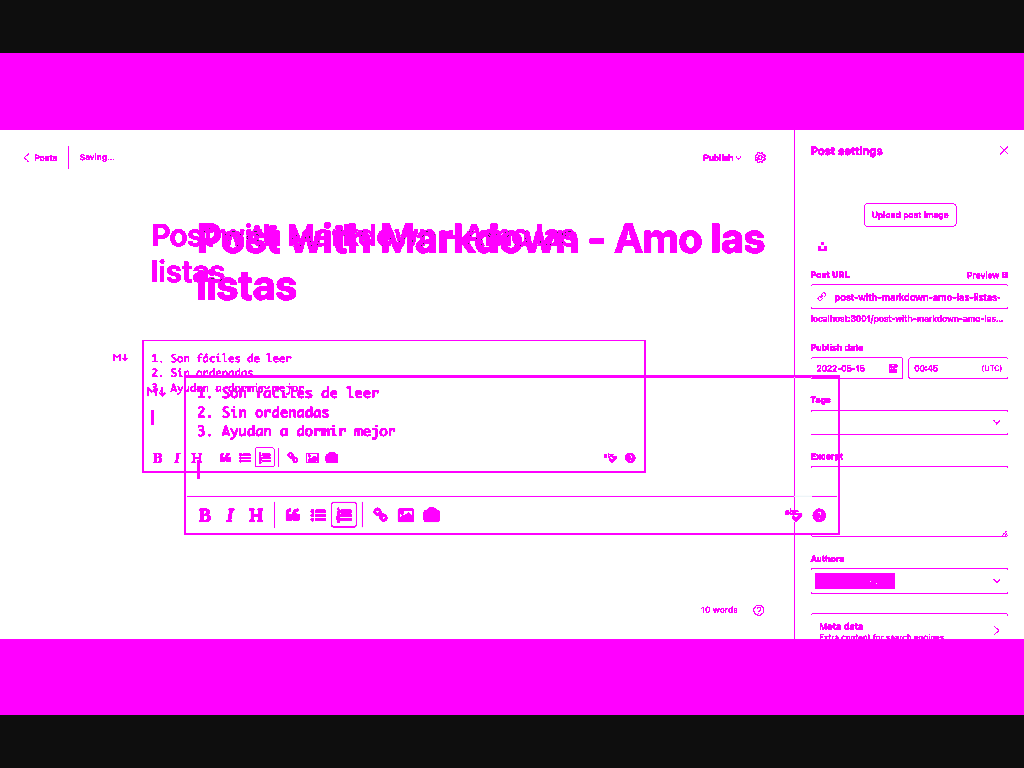 Posts
Saving...
Publish
Post settings
Upload post image
Post with Markdown - Amo las
listas
Post with Markdown - Amo las
listas
Post URL
Preview
post-with-markdown-amo-las-listas-
localhost:3001/post-with-markdown-amo-las...
Publish date
2022-05-15
00:45
(UTC)
Tags
M↓
1. Son fáciles de leer
2. Sin ordenadas
3. Ayudan a dormir mejor
B I H
M↓
1. Son fáciles de leer
2. Sin ordenadas
3. Ayudan a dormir mejor
B I H
Excerpt
Authors
10 words
Meta data
Extra content for search engines